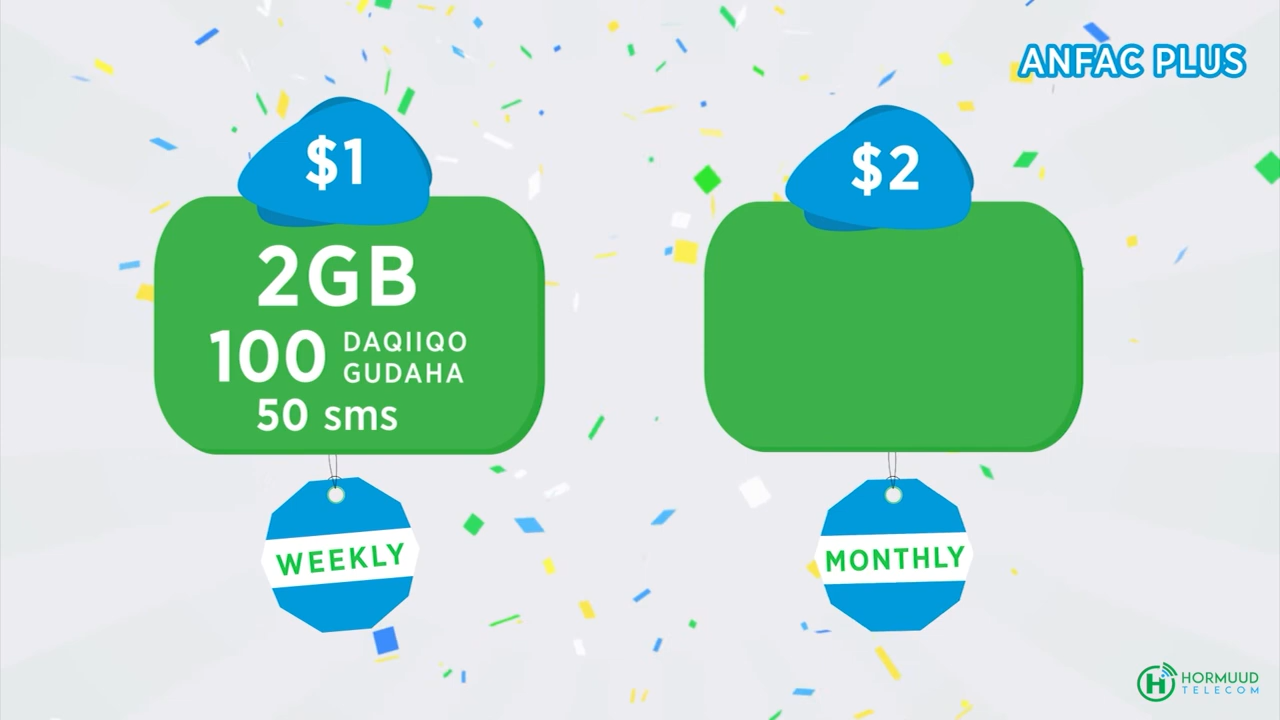 ANFAC PLUS
$1
2GB
100 DAQIIQO
GUDAHA
50 sms
WEEKLY
$2
MONTHLY
HORMUUD
TELECOM